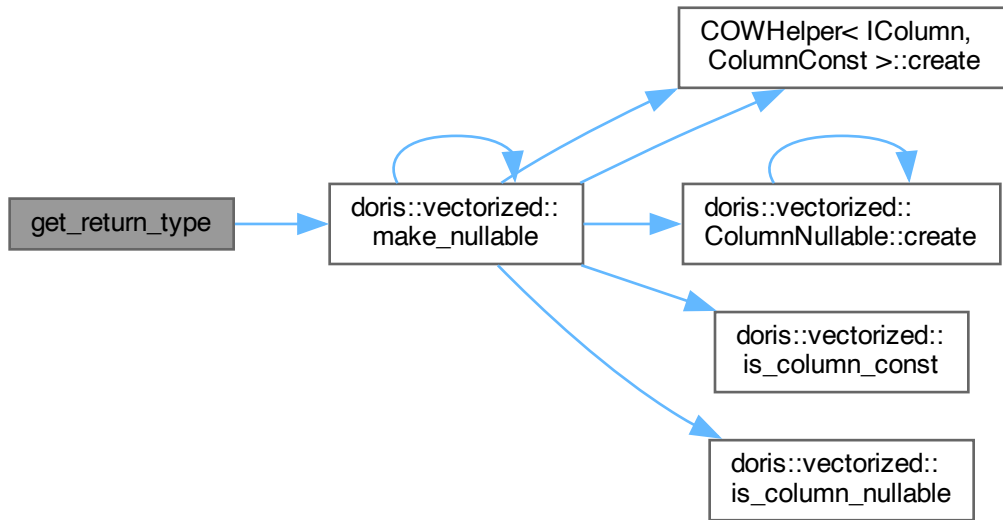 get_return_type
doris::vectorized::
make_nullable
COWHelper< IColumn,
ColumnConst >::create
doris::vectorized::
ColumnNullable::create
doris::vectorized::
is_column_const
doris::vectorized::
is_column_nullable